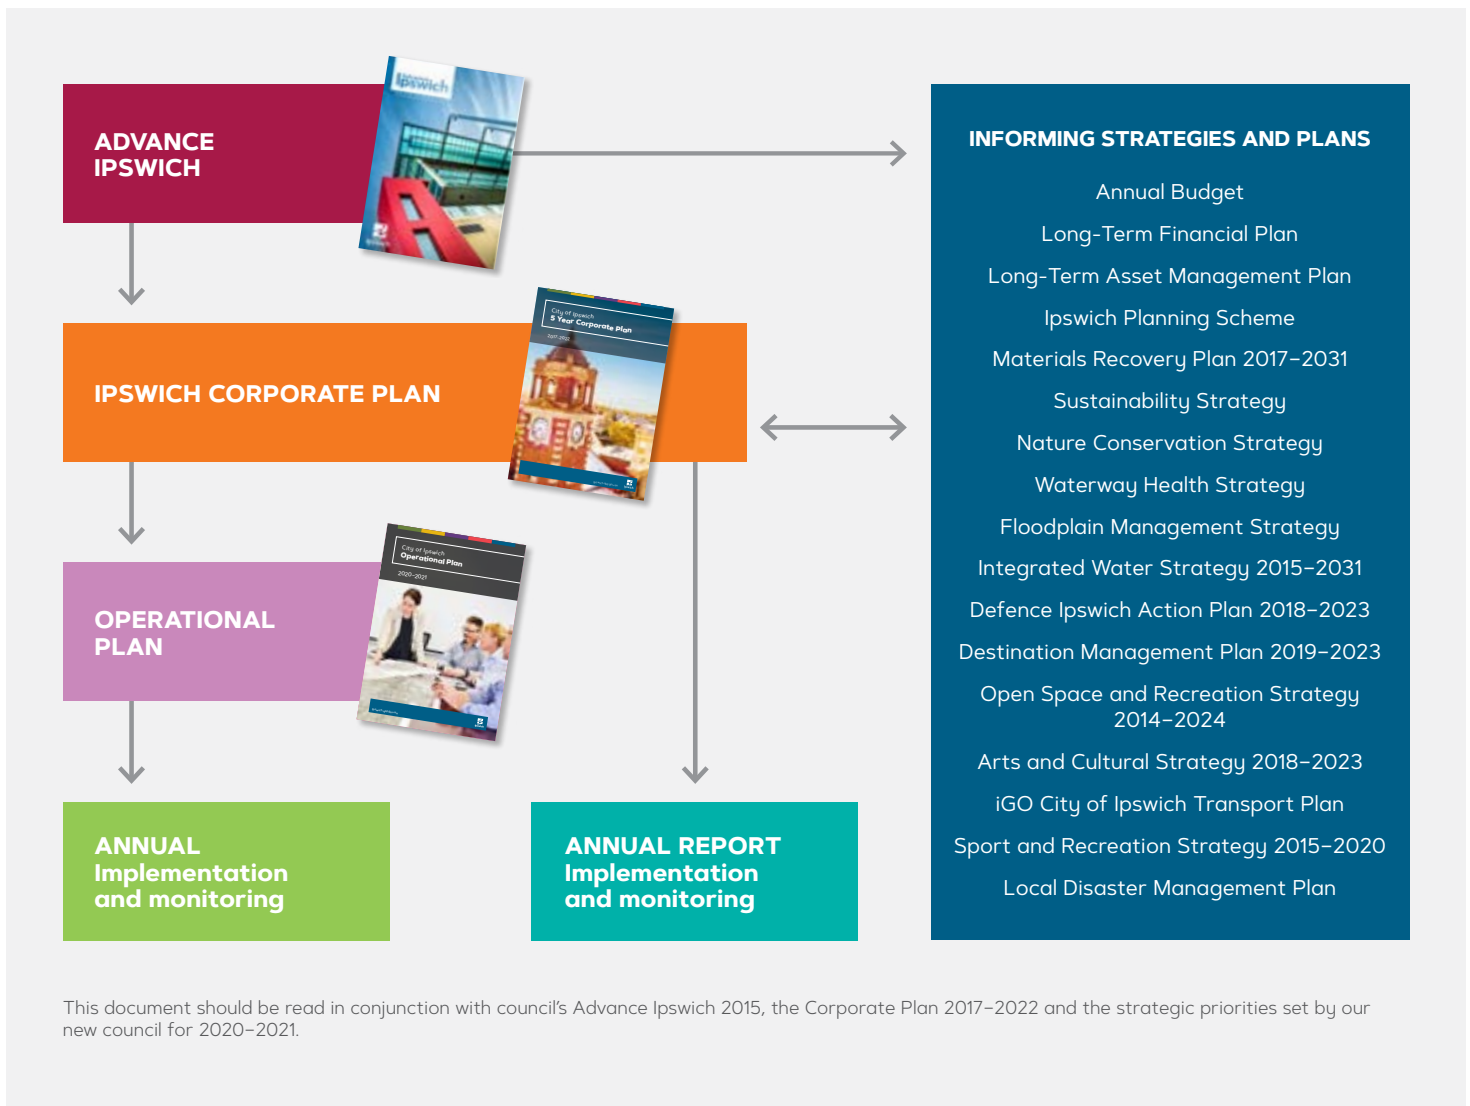 ADVANCE
IPSWICH
Ipswich
INFORMING STRATEGIES AND PLANS
Annual Budget
Long-Term Financial Plan
Long-Term Asset Management Plan
Ipswich Planning Scheme
Materials Recovery Plan 2017–2031
Sustainability Strategy
Nature Conservation Strategy
Waterway Health Strategy
Floodplain Management Strategy
Integrated Water Strategy 2015–2031
Defence Ipswich Action Plan 2018–2023
Destination Management Plan 2019–2023
Open Space and Recreation Strategy
2014–2024
Arts and Cultural Strategy 2018–2023
iGO City of Ipswich Transport Plan
Sport and Recreation Strategy 2015–2020
Local Disaster Management Plan
IPSWICH CORPORATE PLAN
City of Ipswich
5 Year Corporate Plan
2017-2022
OPERATIONAL
PLAN
City of Ipswich
Operational Plan
2020–2021
ANNUAL
Implementation
and monitoring
ANNUAL REPORT
Implementation
and monitoring
This document should be read in conjunction with council’s Advance Ipswich 2015, the Corporate Plan 2017–2022 and the strategic priorities set by our
new council for 2020–2021.